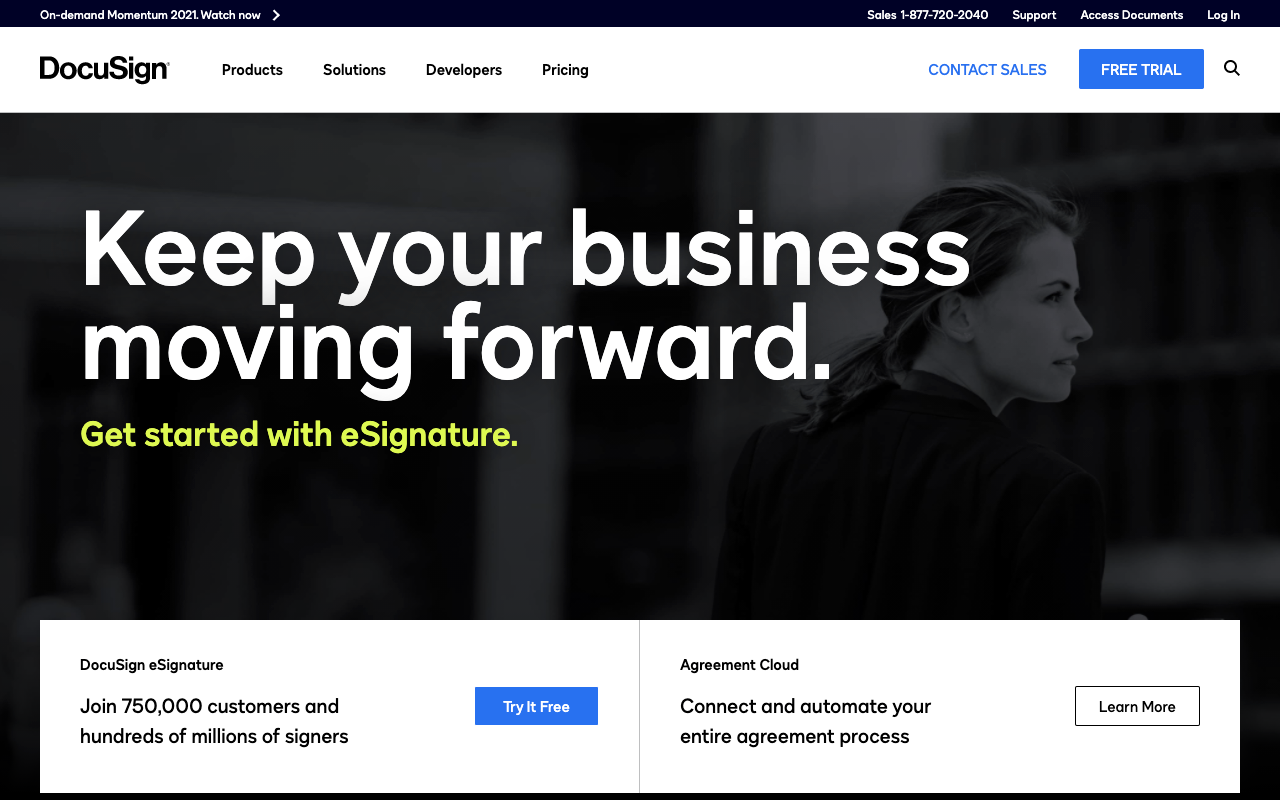 On-demand Momentum 2021. Watch now
Sales 1-877-720-2040 Support Access Documents Log In
DocuSign®
Products Solutions Developers Pricing
CONTACT SALES FREE TRIAL
Keep your business
moving forward.
Get started with eSignature.
DocuSign eSignature
Join 750,000 customers and
hundreds of millions of signers
Try It Free
Agreement Cloud
Connect and automate your
entire agreement process
Learn More